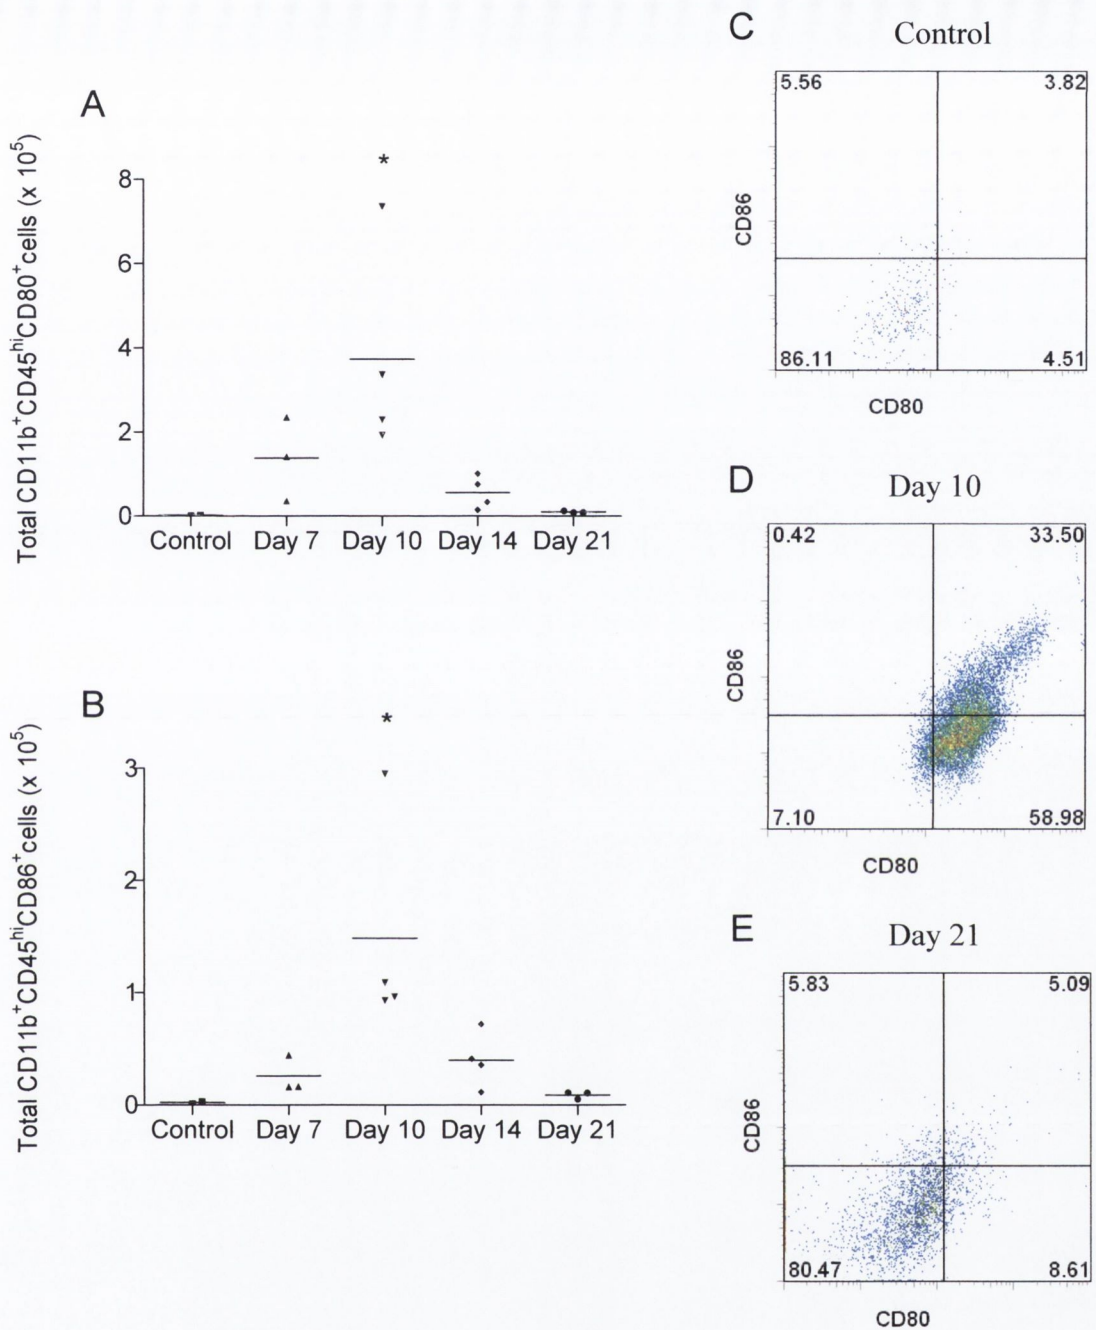 A
Total CD11b⁺CD45ʰⁱCD80⁺cells (x 10⁵)
8
6
4
2
0
*
Control Day 7 Day 10 Day 14 Day 21
B
Total CD11b⁺CD45ʰⁱCD86⁺cells (x 10⁵)
3
2
1
0
*
Control Day 7 Day 10 Day 14 Day 21
C
Control
5.56 3.82
CD86
86.11 4.51
CD80
D
Day 10
0.42 33.50
CD86
7.10 58.98
CD80
E
Day 21
5.83 5.09
CD86
80.47 8.61
CD80